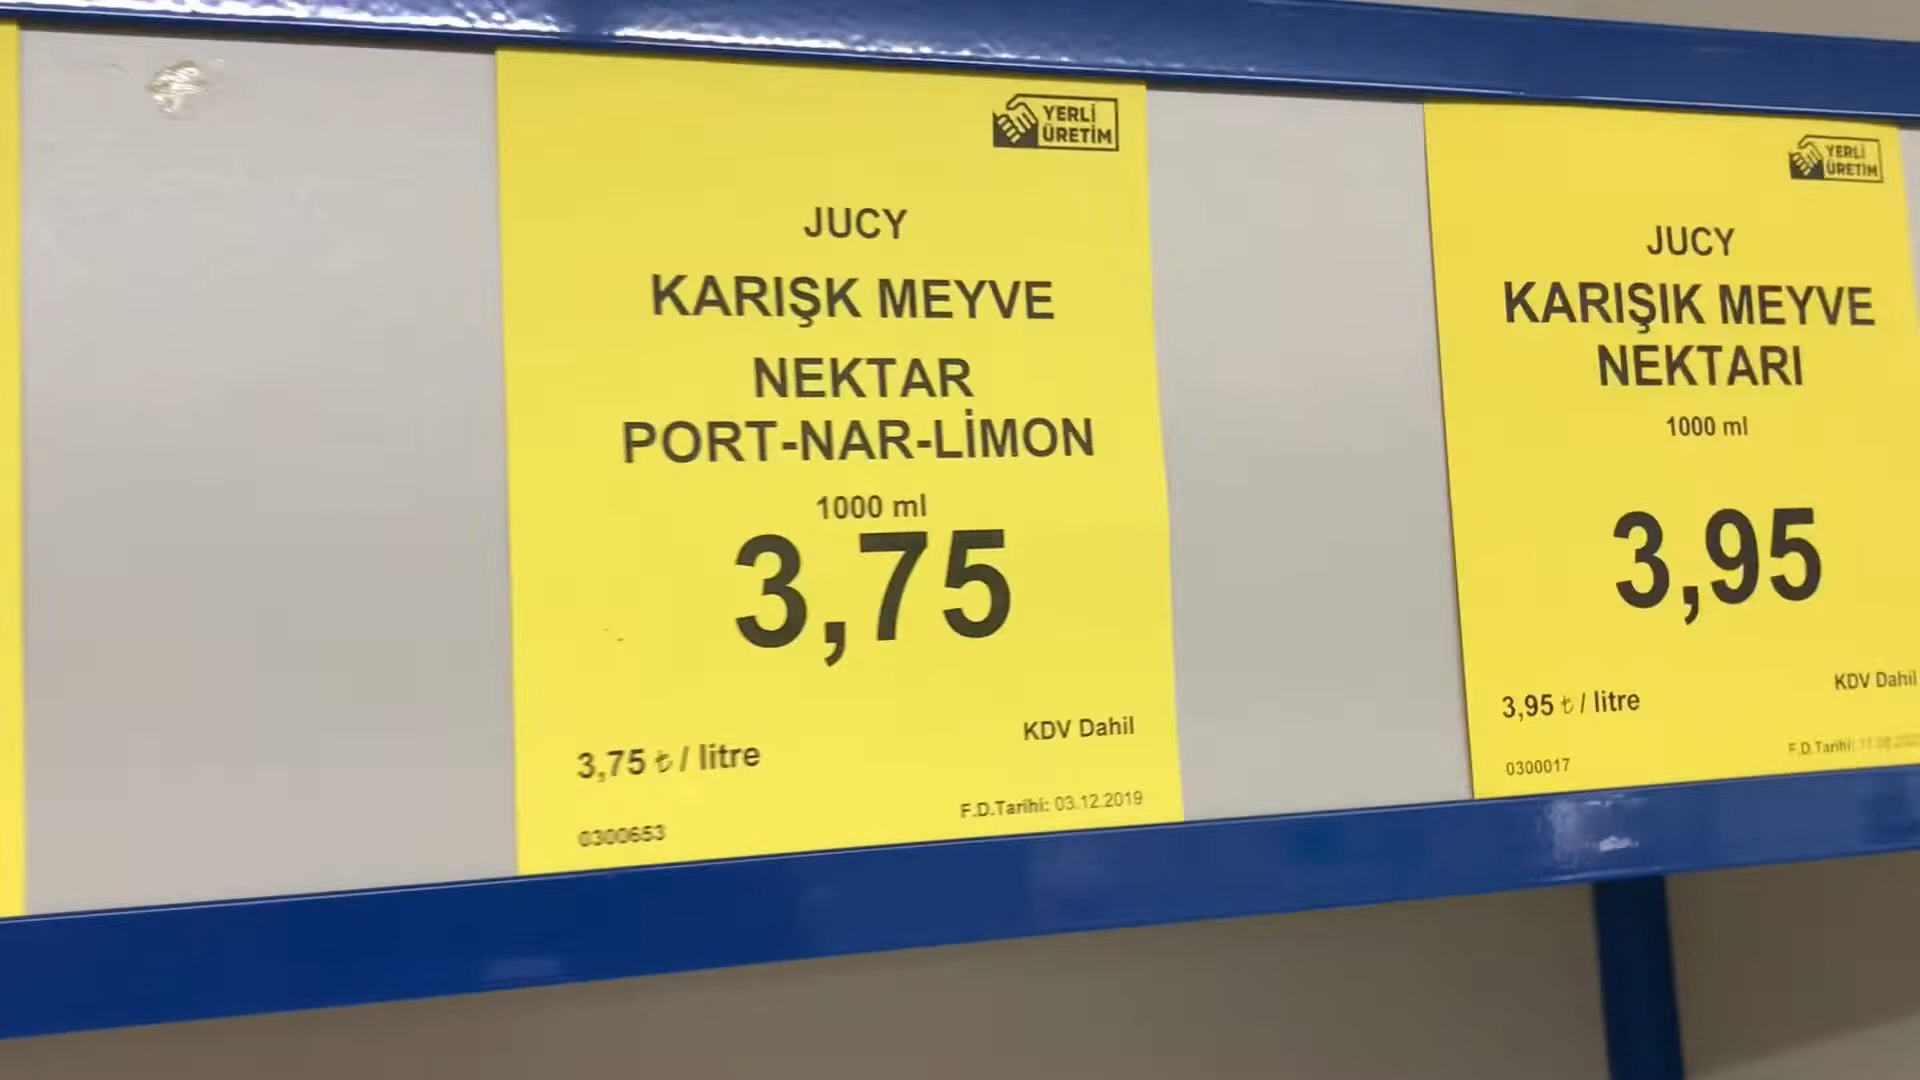 YERLİ
ÜRETİM
JUCY
KARIŞK MEYVE
NEKTAR
PORT-NAR-LİMON
1000 ml
3,75
KDV Dahil
3,75 ₺ / litre
F.D.Tarihi: 03.12.2019
0300653
YERLİ
ÜRETİM
JUCY
KARIŞIK MEYVE
NEKTARI
1000 ml
3,95
KDV Dahil
3,95 ₺ / litre
F.D.Tarihi:
0300017